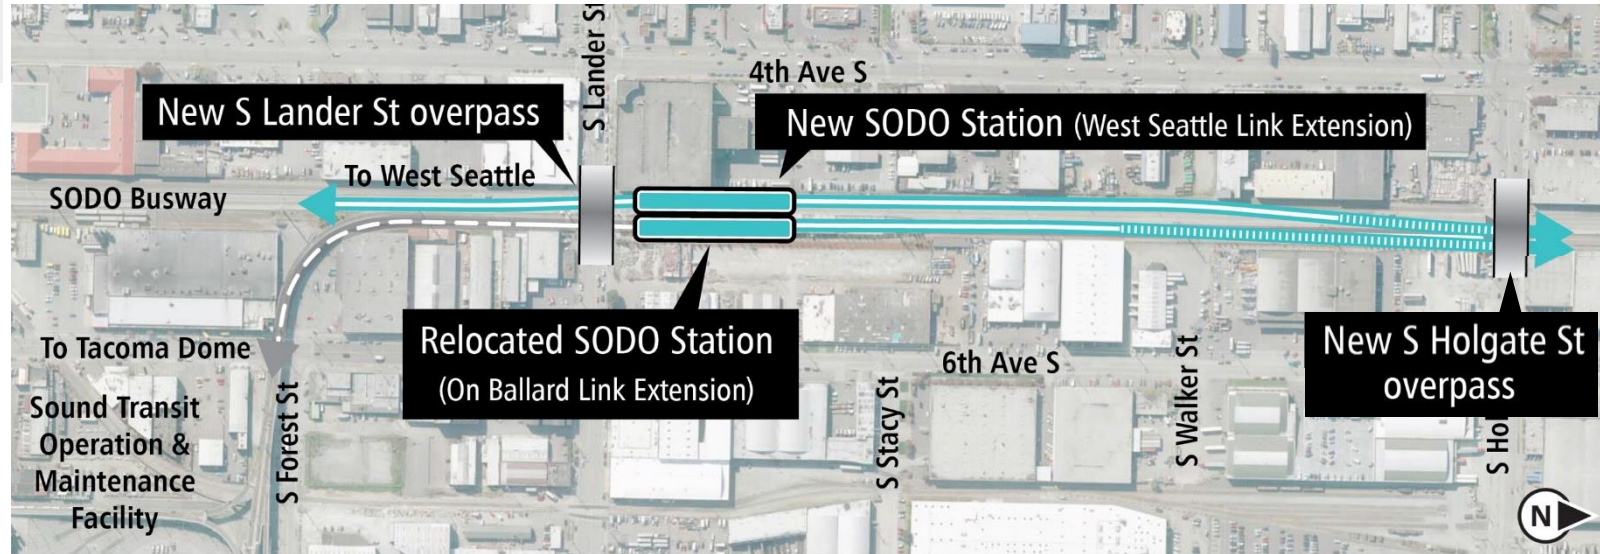 4th Ave S
S Lander St
New S Lander St overpass
New SODO Station (West Seattle Link Extension)
To West Seattle
SODO Busway
Relocated SODO Station
(On Ballard Link Extension)
New S Holgate St
overpass
6th Ave S
To Tacoma Dome
Sound Transit
Operation &
Maintenance
Facility
S Forest St
S Stacy St
S Walker St
S Hol
N